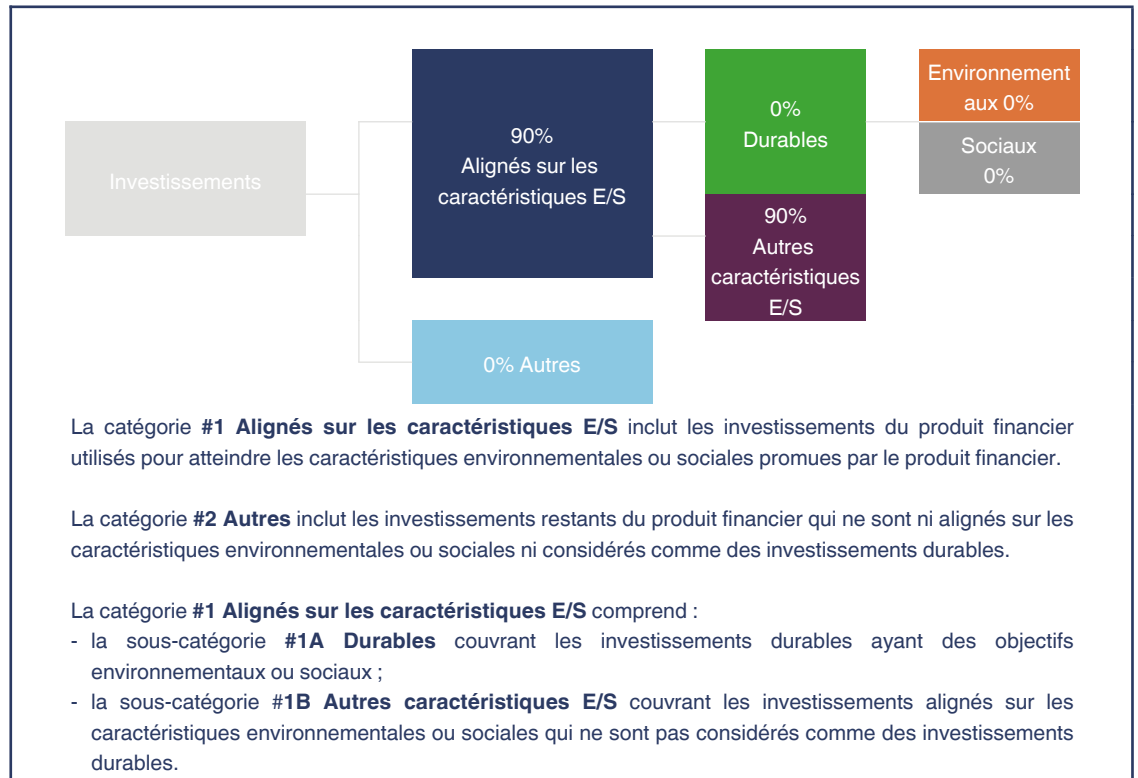 Investissements
90%
Alignés sur les
caractéristiques E/S
0% Autres
0%
Durables
90%
Autres
caractéristiques
E/S
Environnement
aux 0%
Sociaux
0%
La catégorie #1 Alignés sur les caractéristiques E/S inclut les investissements du produit financier
utilisés pour atteindre les caractéristiques environnementales ou sociales promues par le produit financier.
La catégorie #2 Autres inclut les investissements restants du produit financier qui ne sont ni alignés sur les
caractéristiques environnementales ou sociales ni considérés comme des investissements durables.
La catégorie #1 Alignés sur les caractéristiques E/S comprend :
- la sous-catégorie #1A Durables couvrant les investissements durables ayant des objectifs
environnementaux ou sociaux ;
- la sous-catégorie #1B Autres caractéristiques E/S couvrant les investissements alignés sur les
caractéristiques environnementales ou sociales qui ne sont pas considérés comme des investissements
durables.